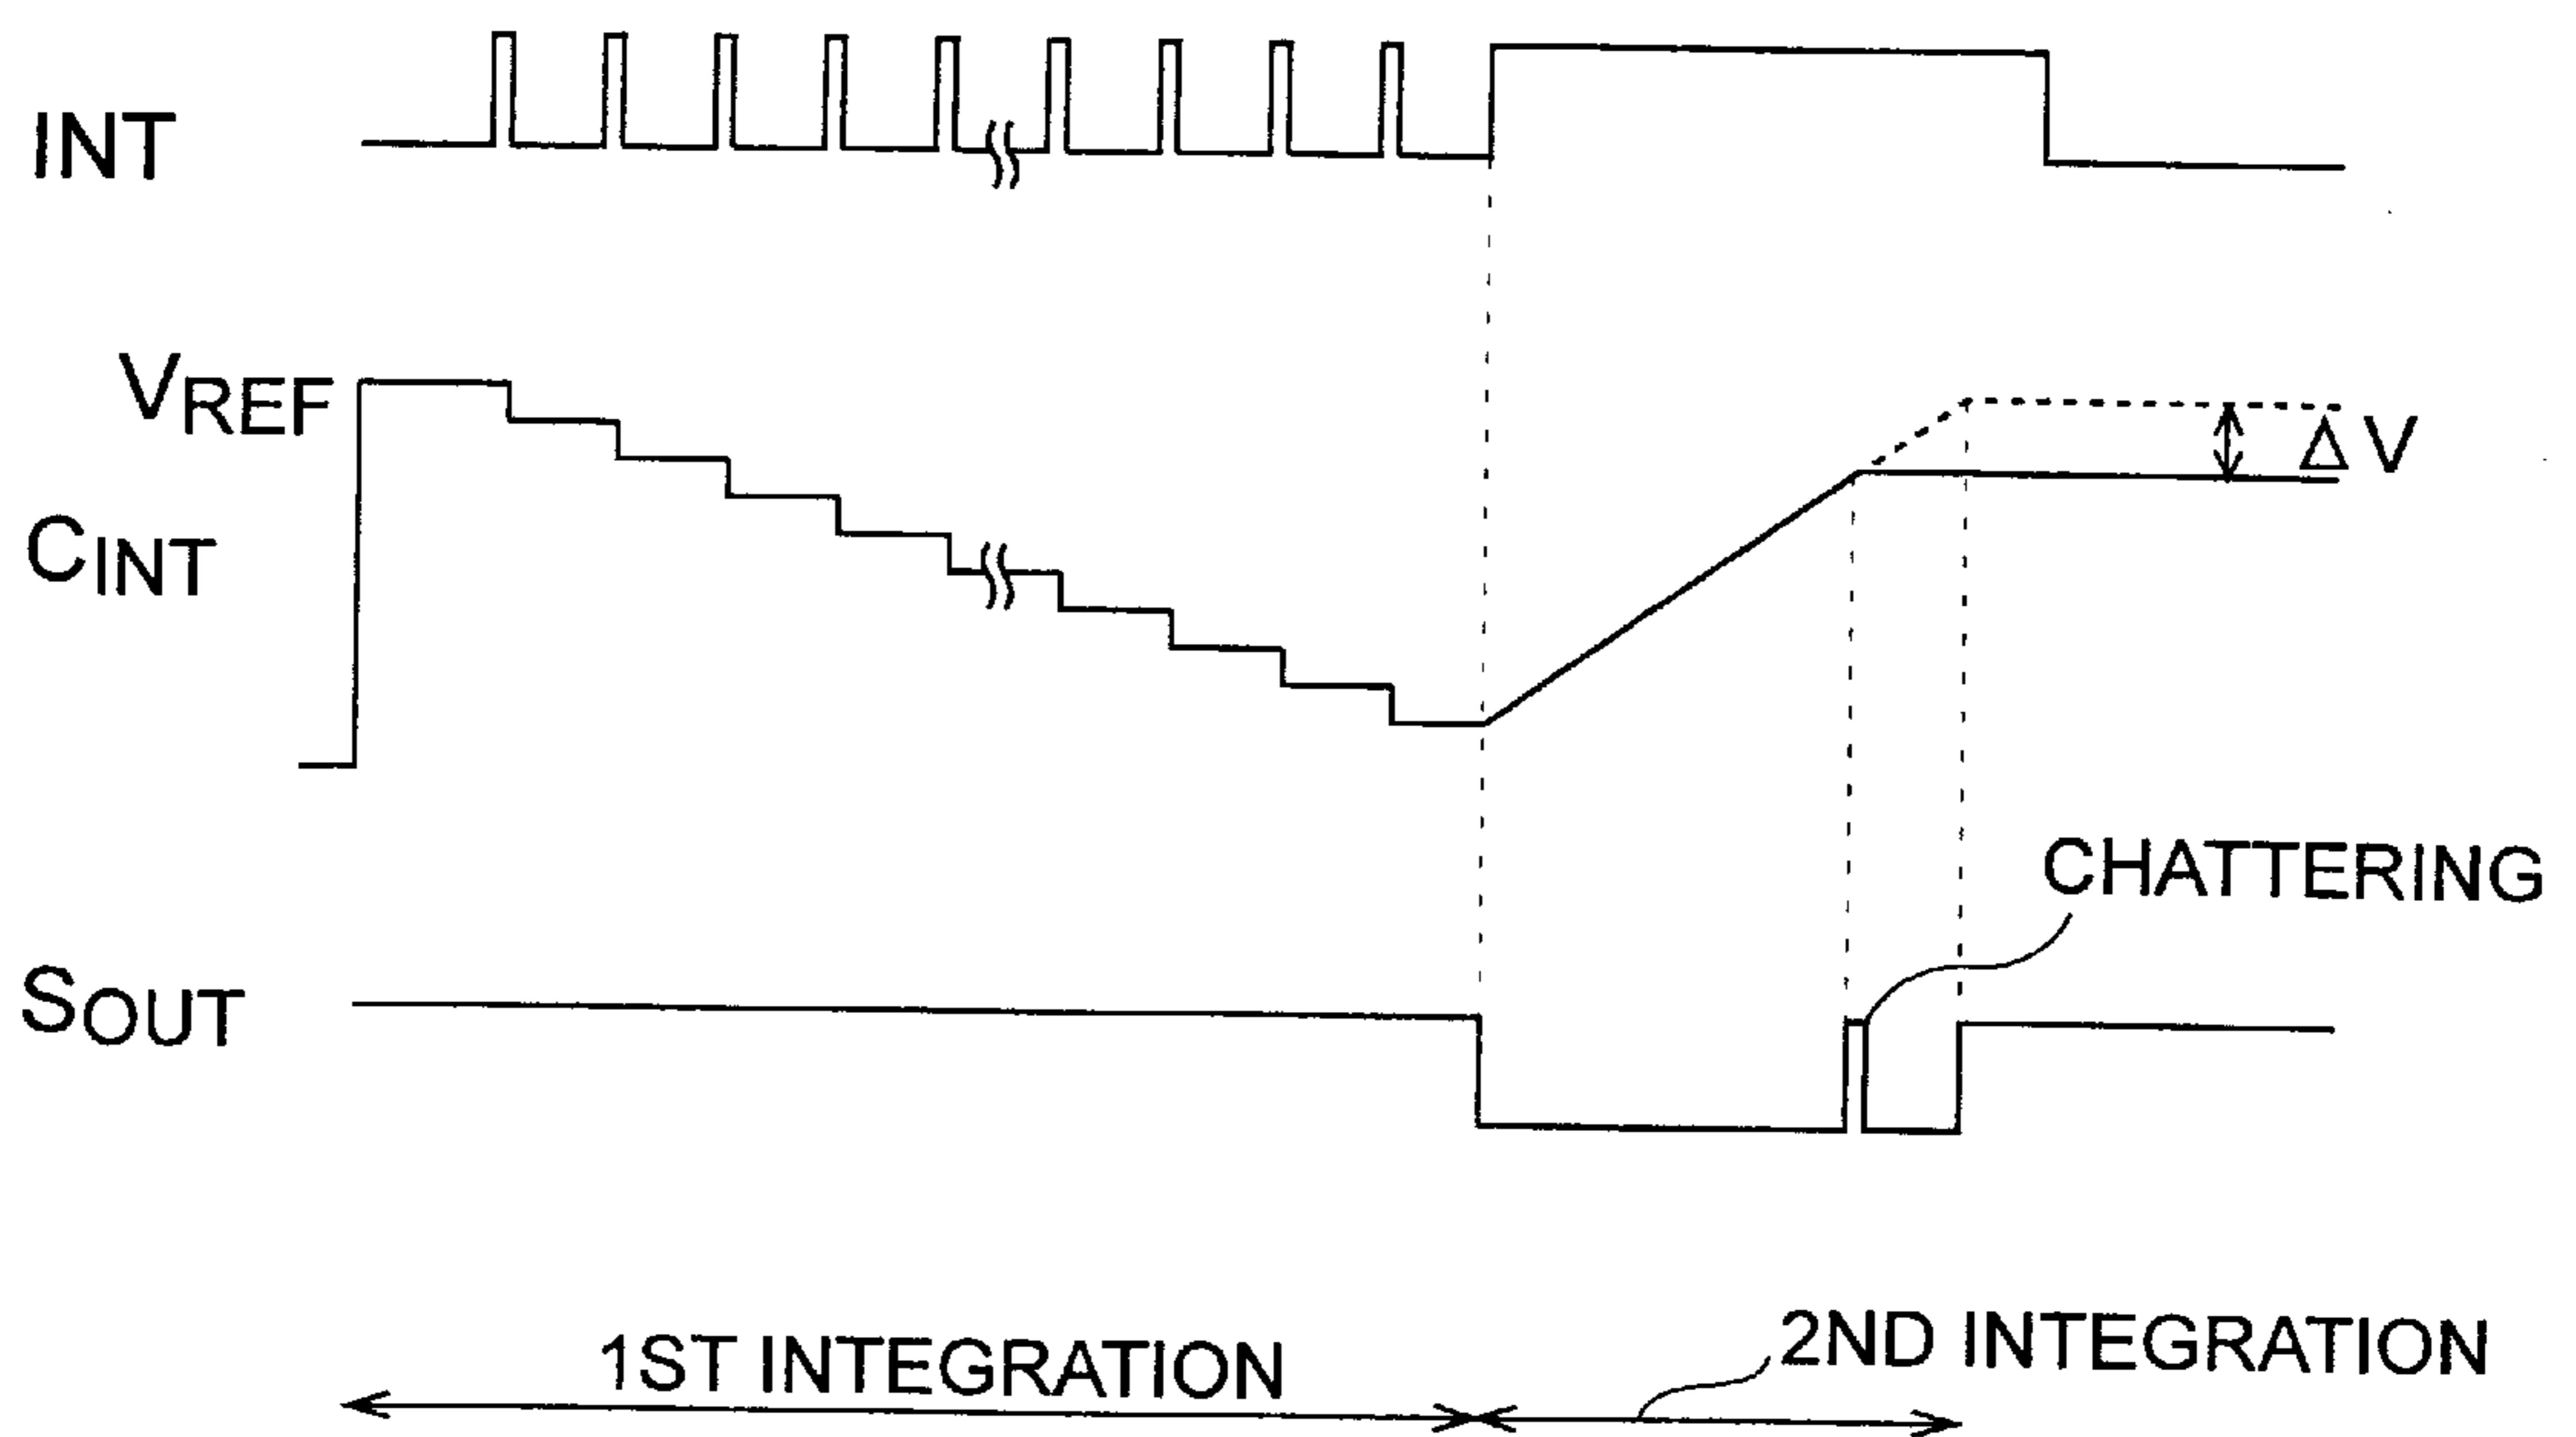 INT
VREF
ΔV
CINT
CHATTERING
SOUT
1ST INTEGRATION
2ND INTEGRATION